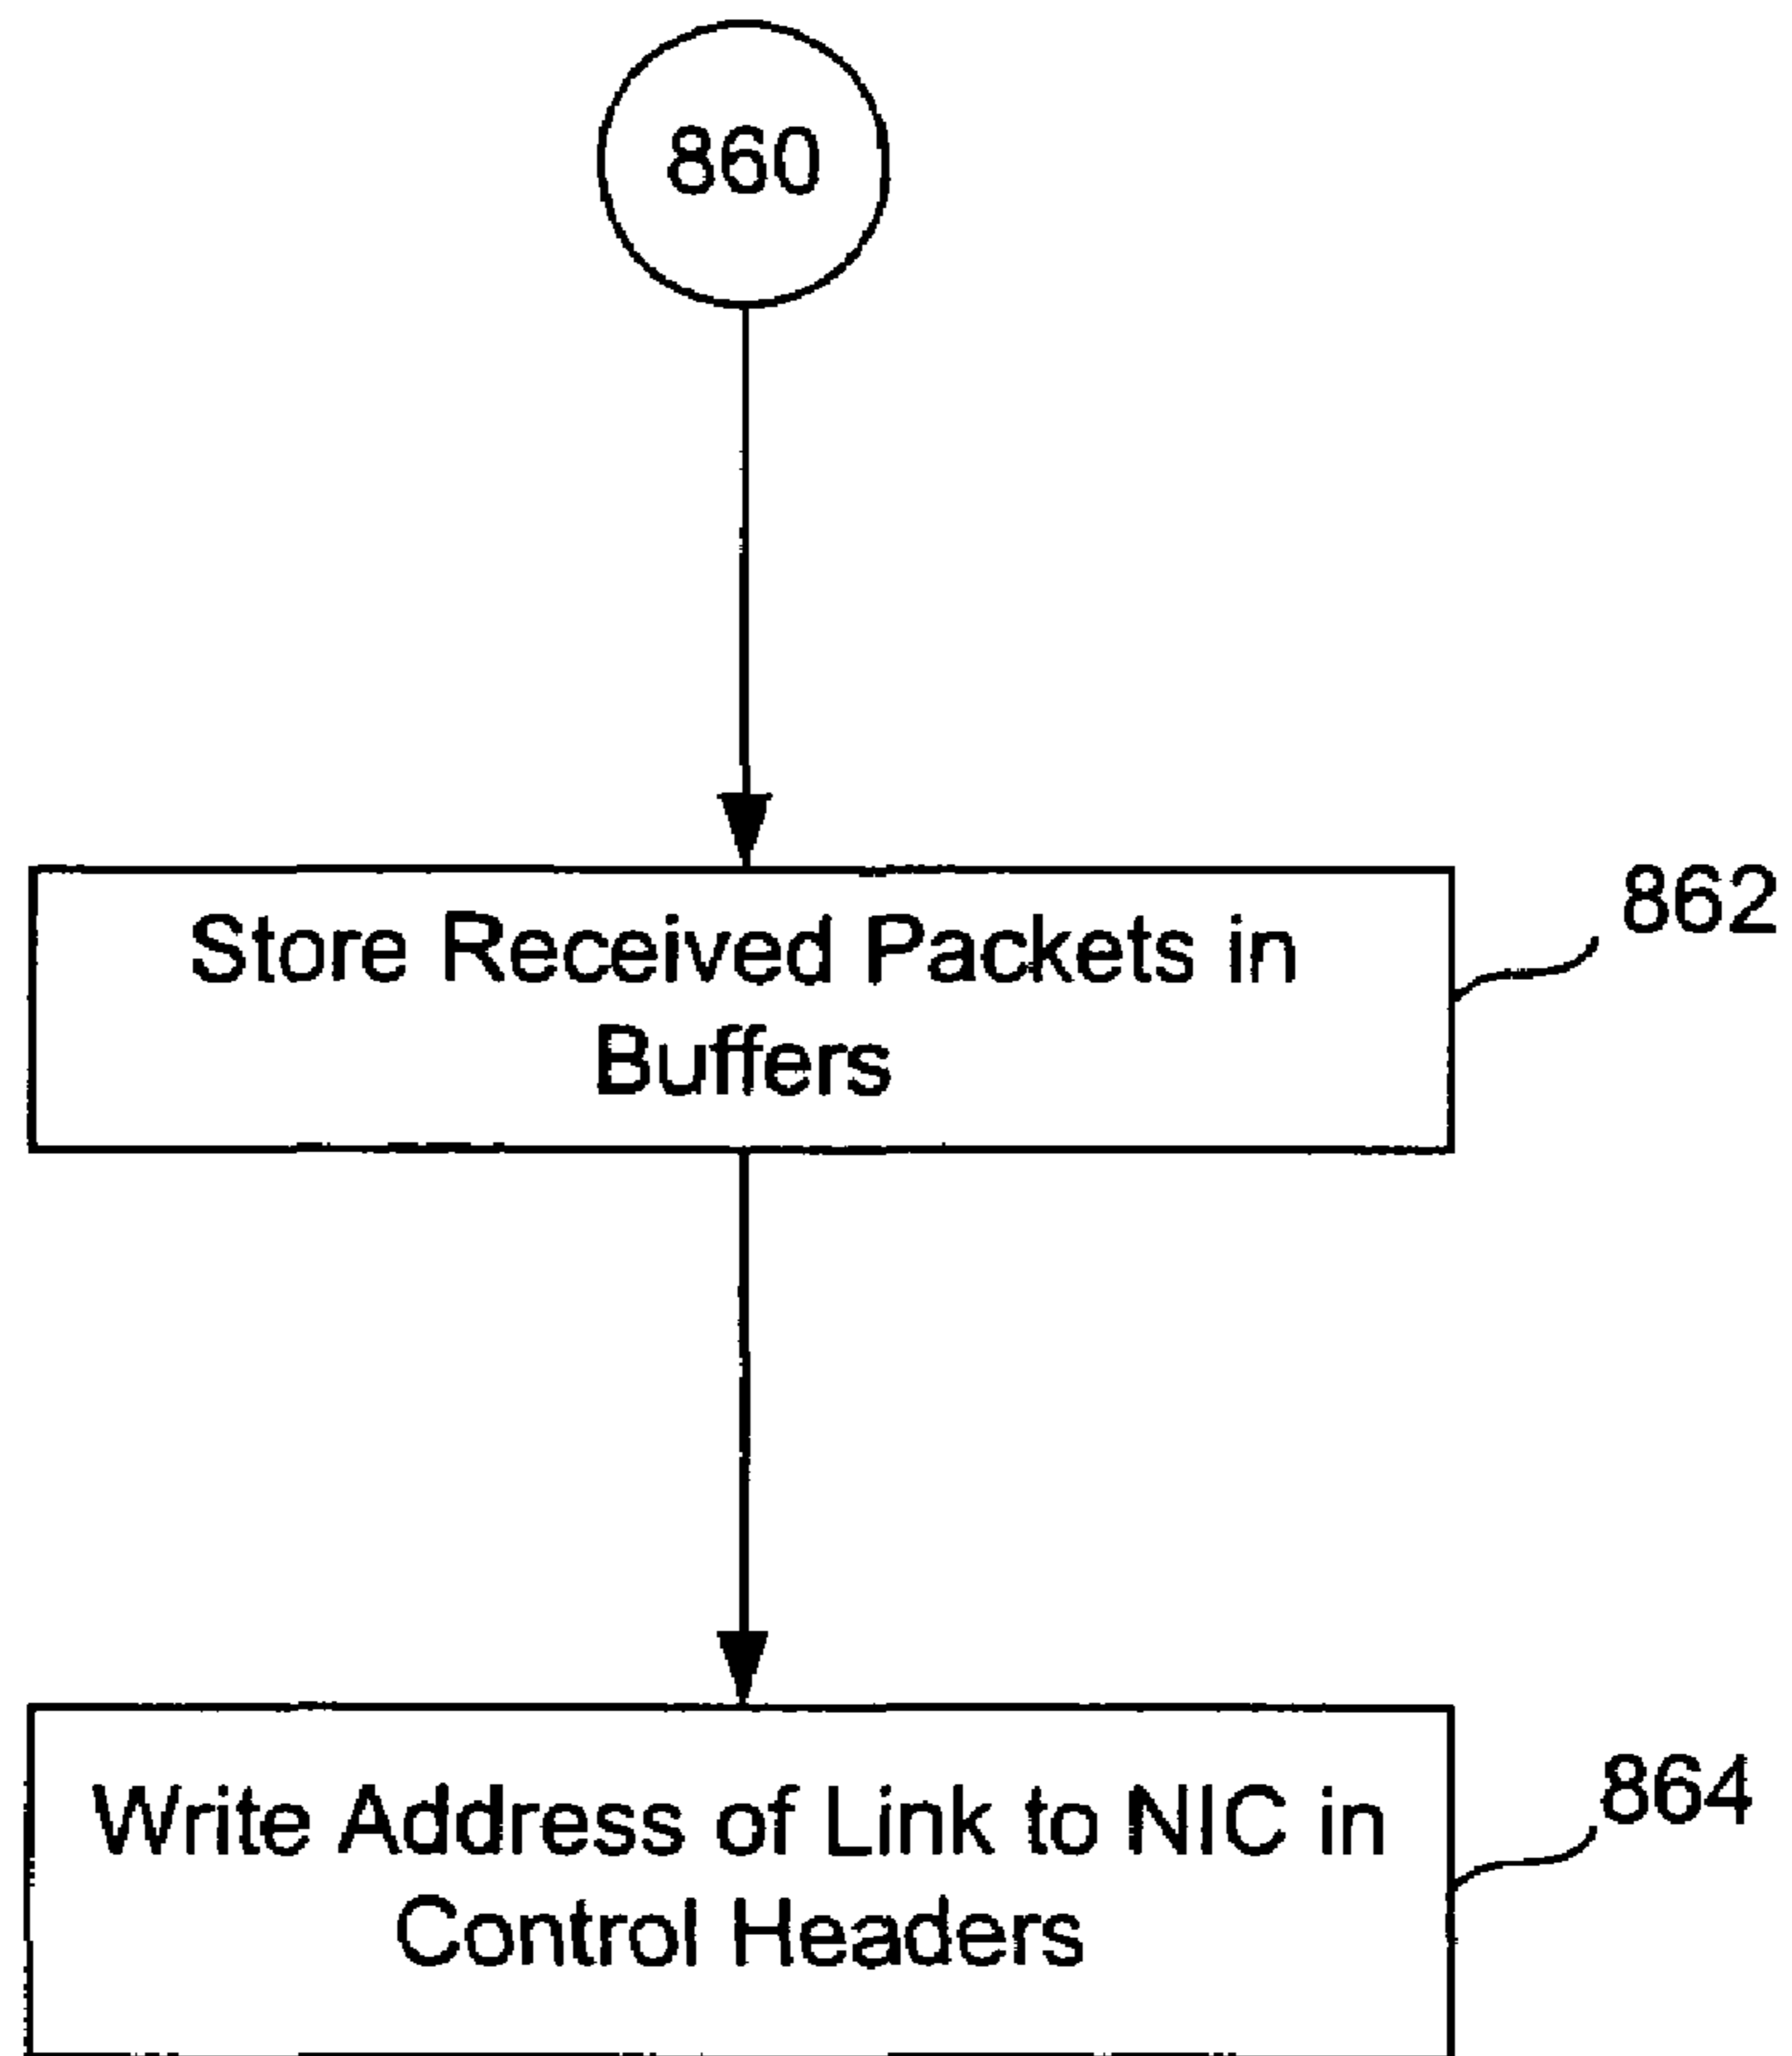 860
862
Store Received Packets in
Buffers
864
Write Address of Link to NIC in
Control Headers